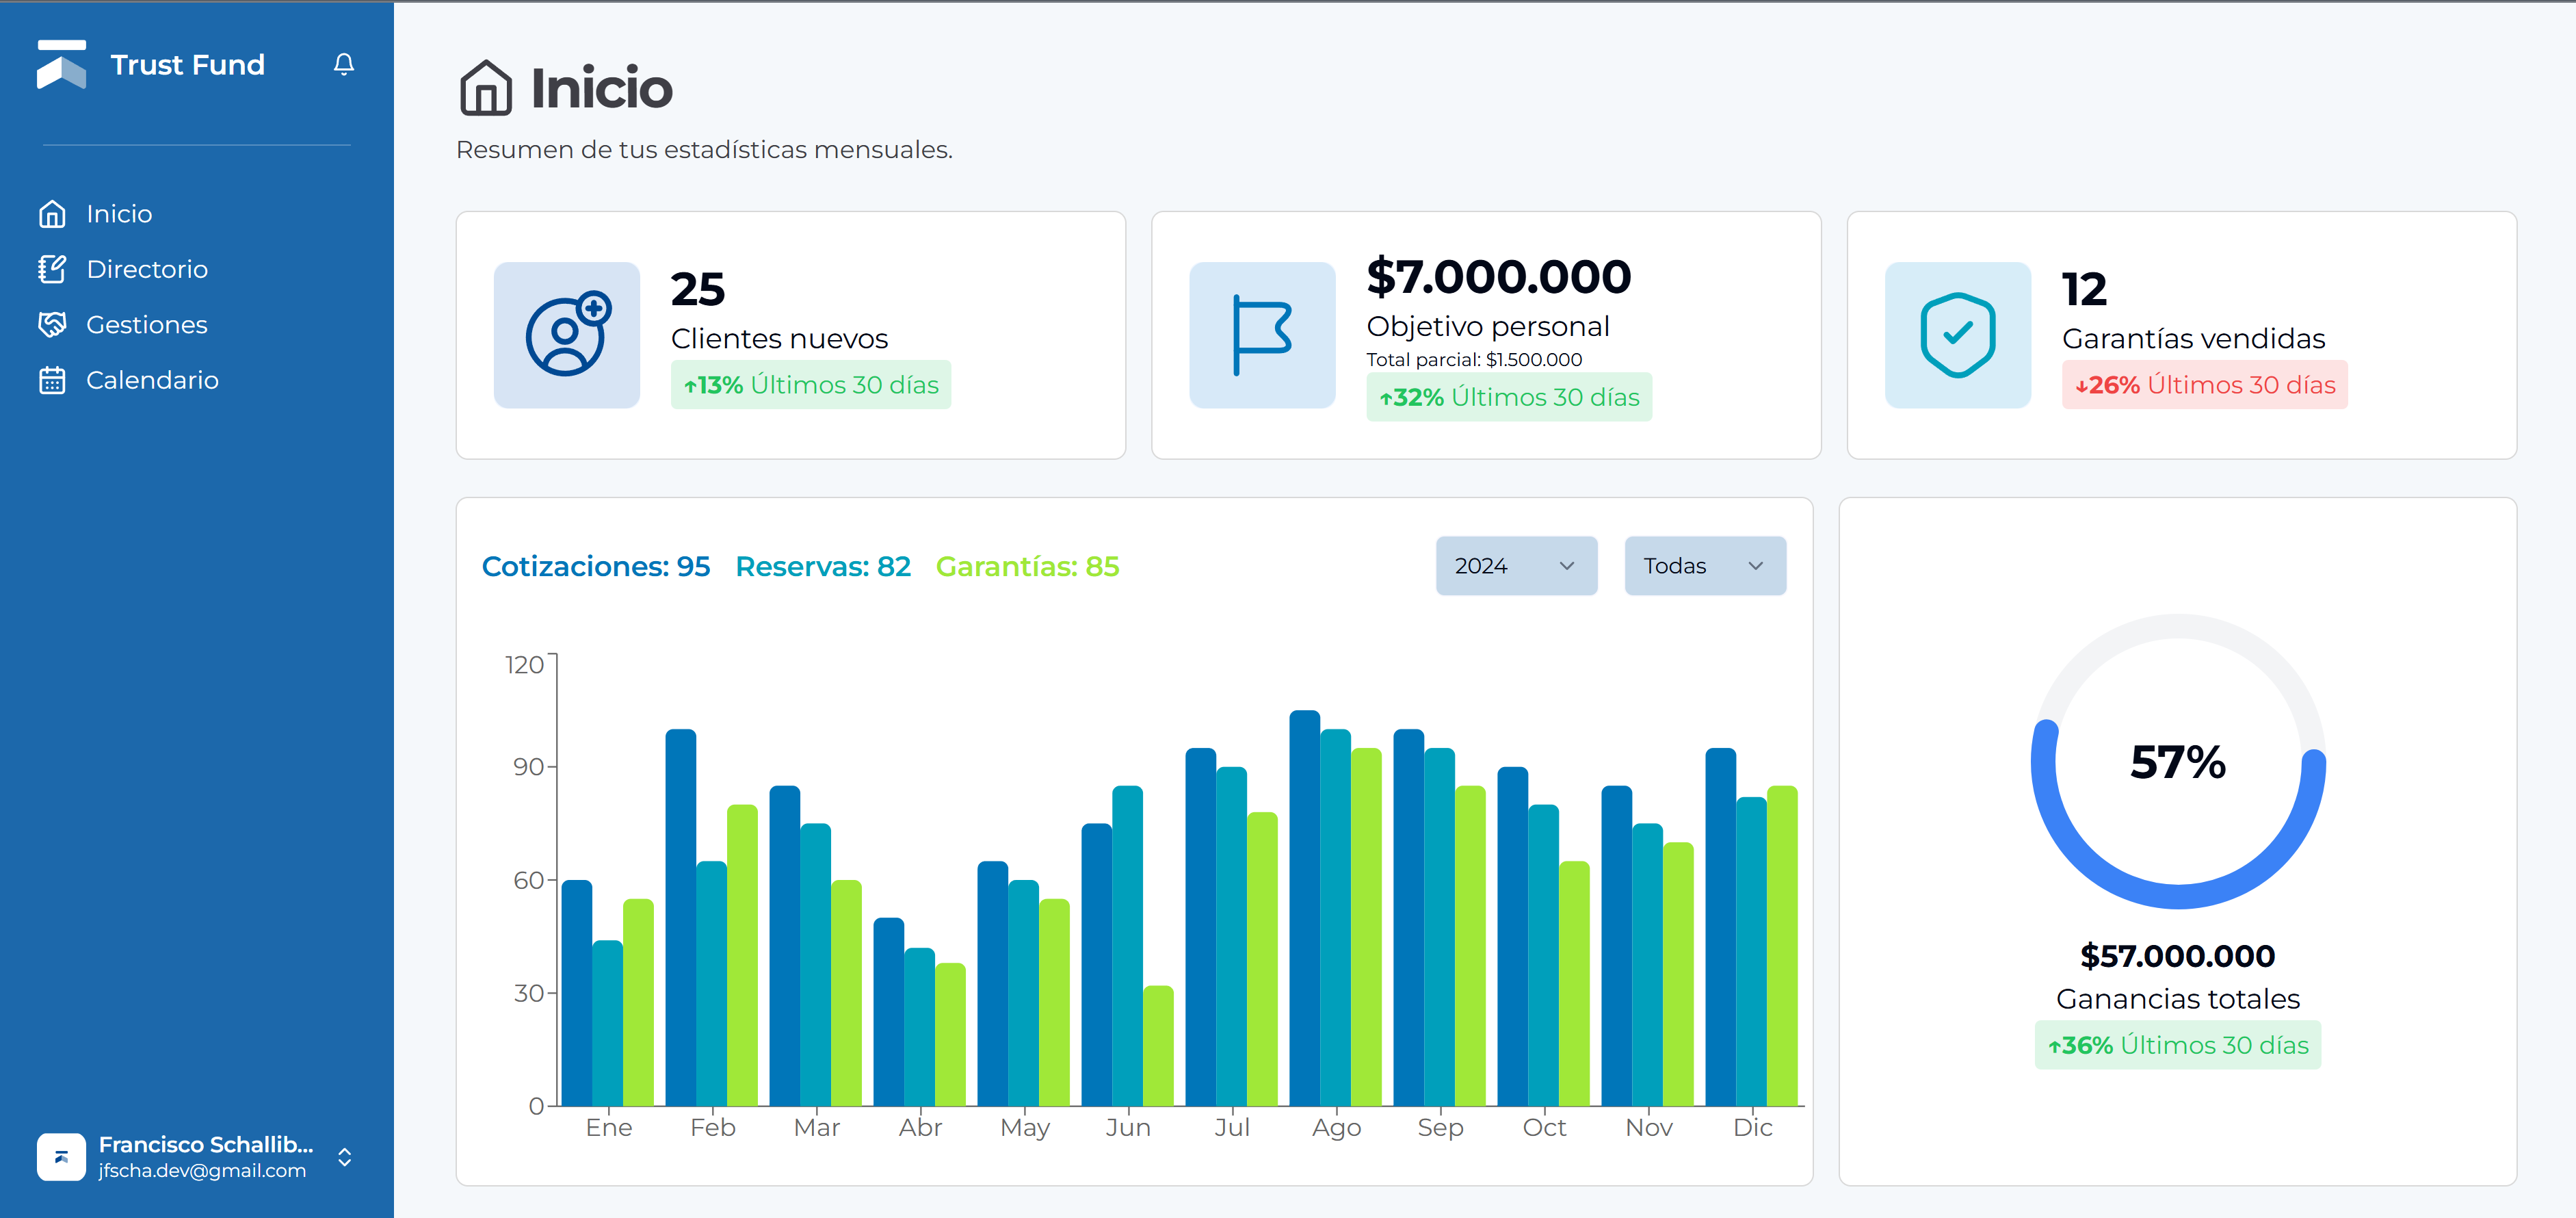 Trust Fund
Inicio
Directorio
Gestiones
Calendario
Francisco Schallib...
jfscha.dev@gmail.com
Inicio
Resumen de tus estadísticas mensuales.
25
Clientes nuevos
↑13% Últimos 30 días
$7.000.000
Objetivo personal
Total parcial: $1.500.000
↑32% Últimos 30 días
12
Garantías vendidas
↓26% Últimos 30 días
Cotizaciones: 95 Reservas: 82 Garantías: 85
2024 Todas
120
90
60
30
0
Ene Feb Mar Abr May Jun Jul Ago Sep Oct Nov Dic
57%
$57.000.000
Ganancias totales
↑36% Últimos 30 días